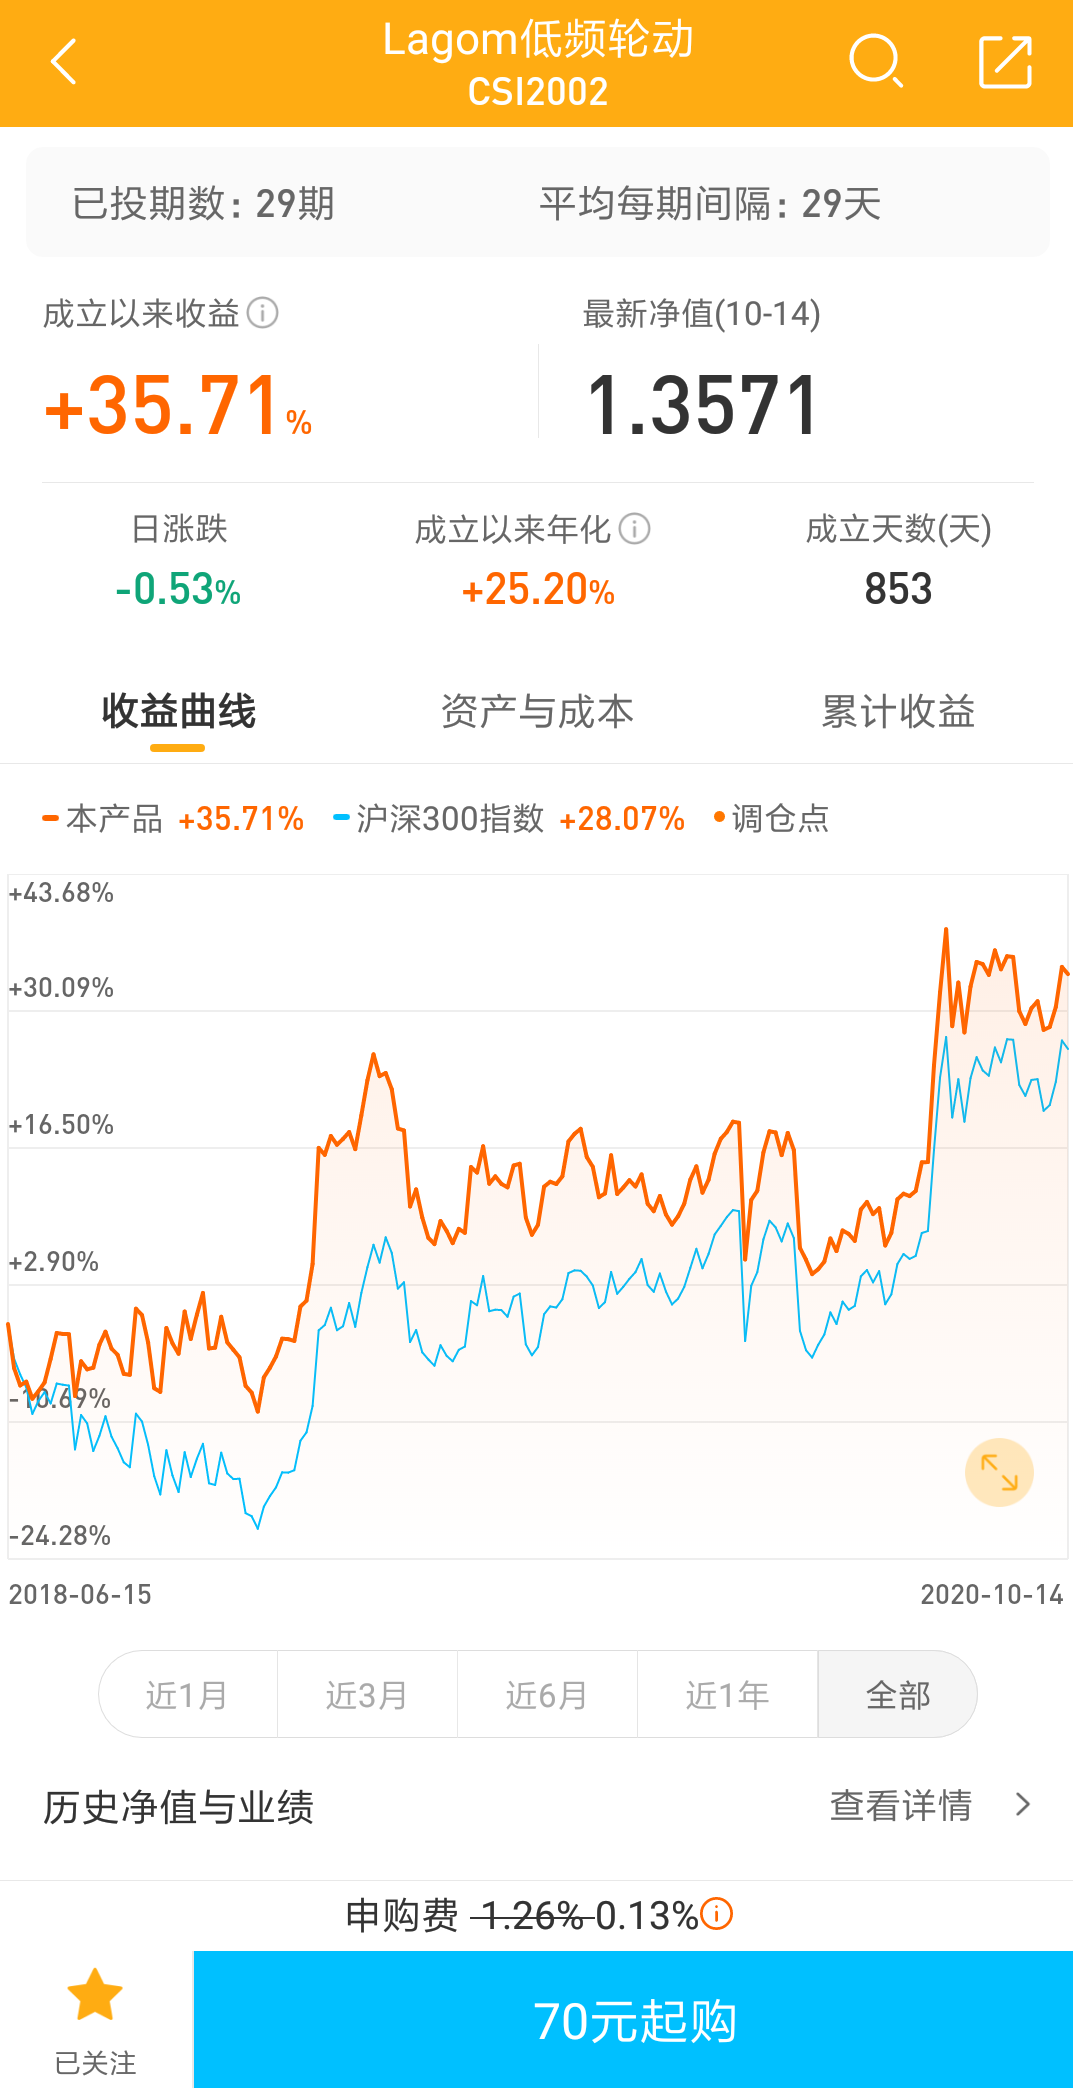 Lagom低频轮动
CSI2002
已投期数: 29期 平均每期间隔: 29天
成立以来收益 最新净值(10-14)
+35.71% 1.3571
日涨跌 成立以来年化 成立天数(天)
-0.53% +25.20% 853
收益曲线 资产与成本 累计收益
本产品 +35.71% 沪深300指数 +28.07% 调仓点
+43.68%
+30.09%
+16.50%
+2.90%
-10.69%
-24.28%
2018-06-15 2020-10-14
近1月 近3月 近6月 近1年 全部
历史净值与业绩 查看详情
申购费 1.26% 0.13%
70元起购
已关注